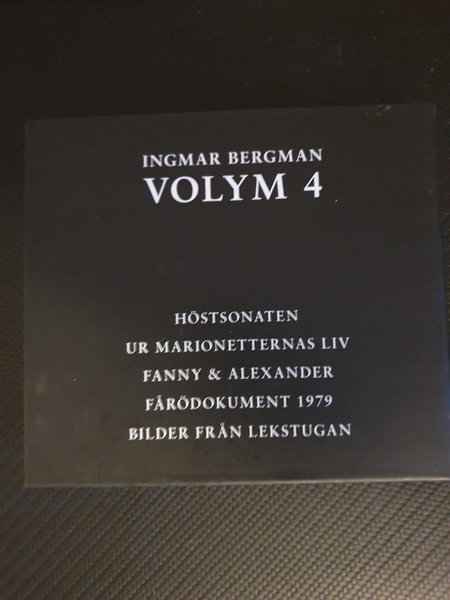 INGMAR BERGMAN
VOLYM 4
HÖSTSONATEN
UR MARIONETTERNAS LIV
FANNY & ALEXANDER
FÅRÖDOKUMENT 1979
BILDER FRÅN LEKSTUGAN